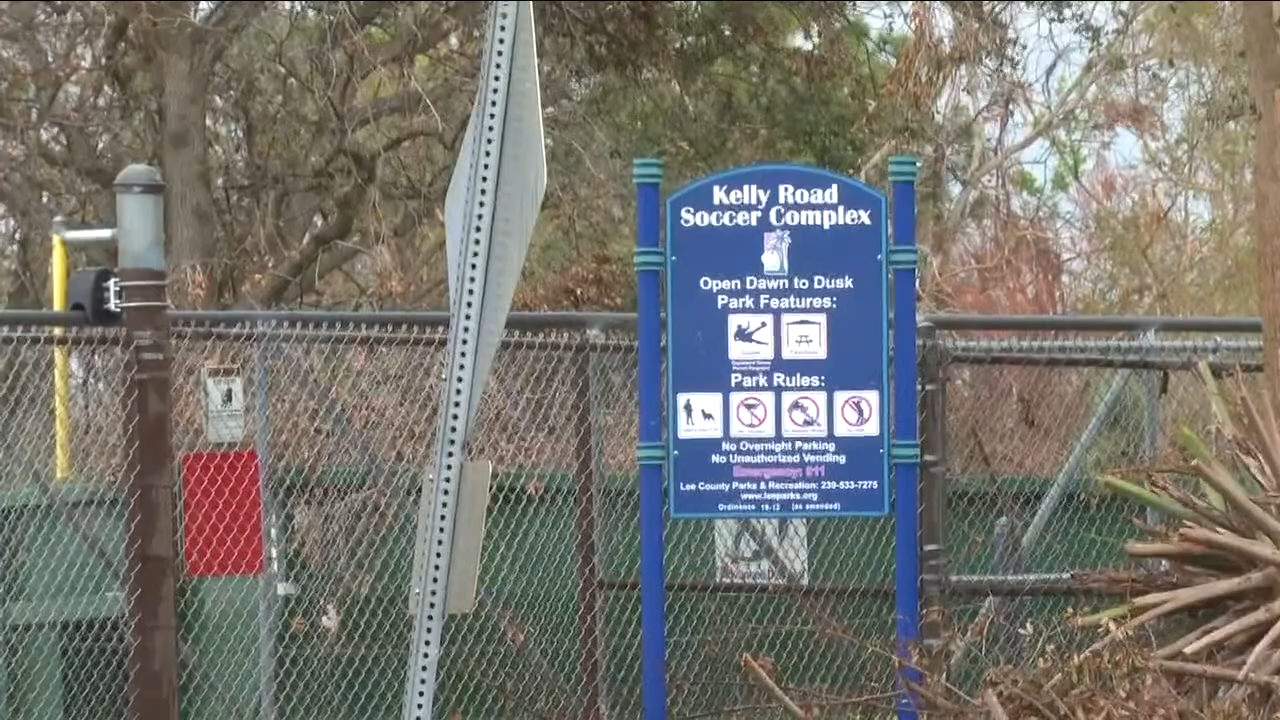 Kelly Road
Soccer Complex
Open Dawn to Dusk
Park Features:
Park Rules:
No Overnight Parking
No Unauthorized Vending
Emergency: 911
Lee County Parks & Recreation: 239-533-7275
www.leeparks.org
Ordinance 18-12 (as amended)